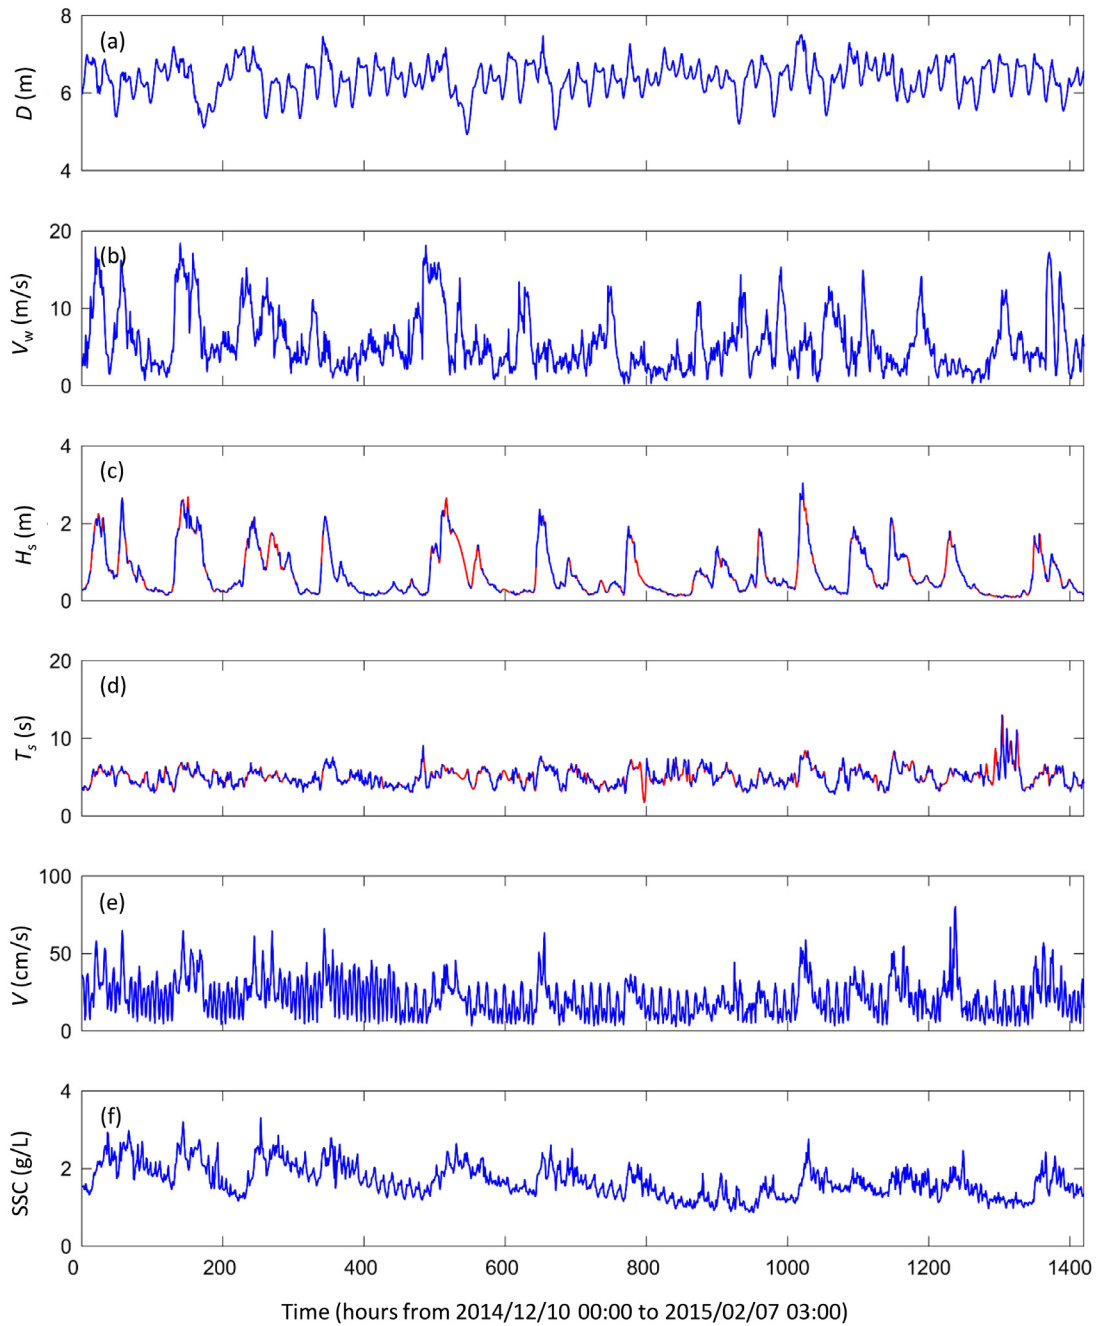 8
(a)
6
D (m)
4
20
(b)
10
Vw (m/s)
0
4
(c)
2
Hs (m)
0
20
(d)
10
Ts (s)
0
100
(e)
50
V (cm/s)
0
4
(f)
2
SSC (g/L)
0
0 200 400 600 800 1000 1200 1400
Time (hours from 2014/12/10 00:00 to 2015/02/07 03:00)